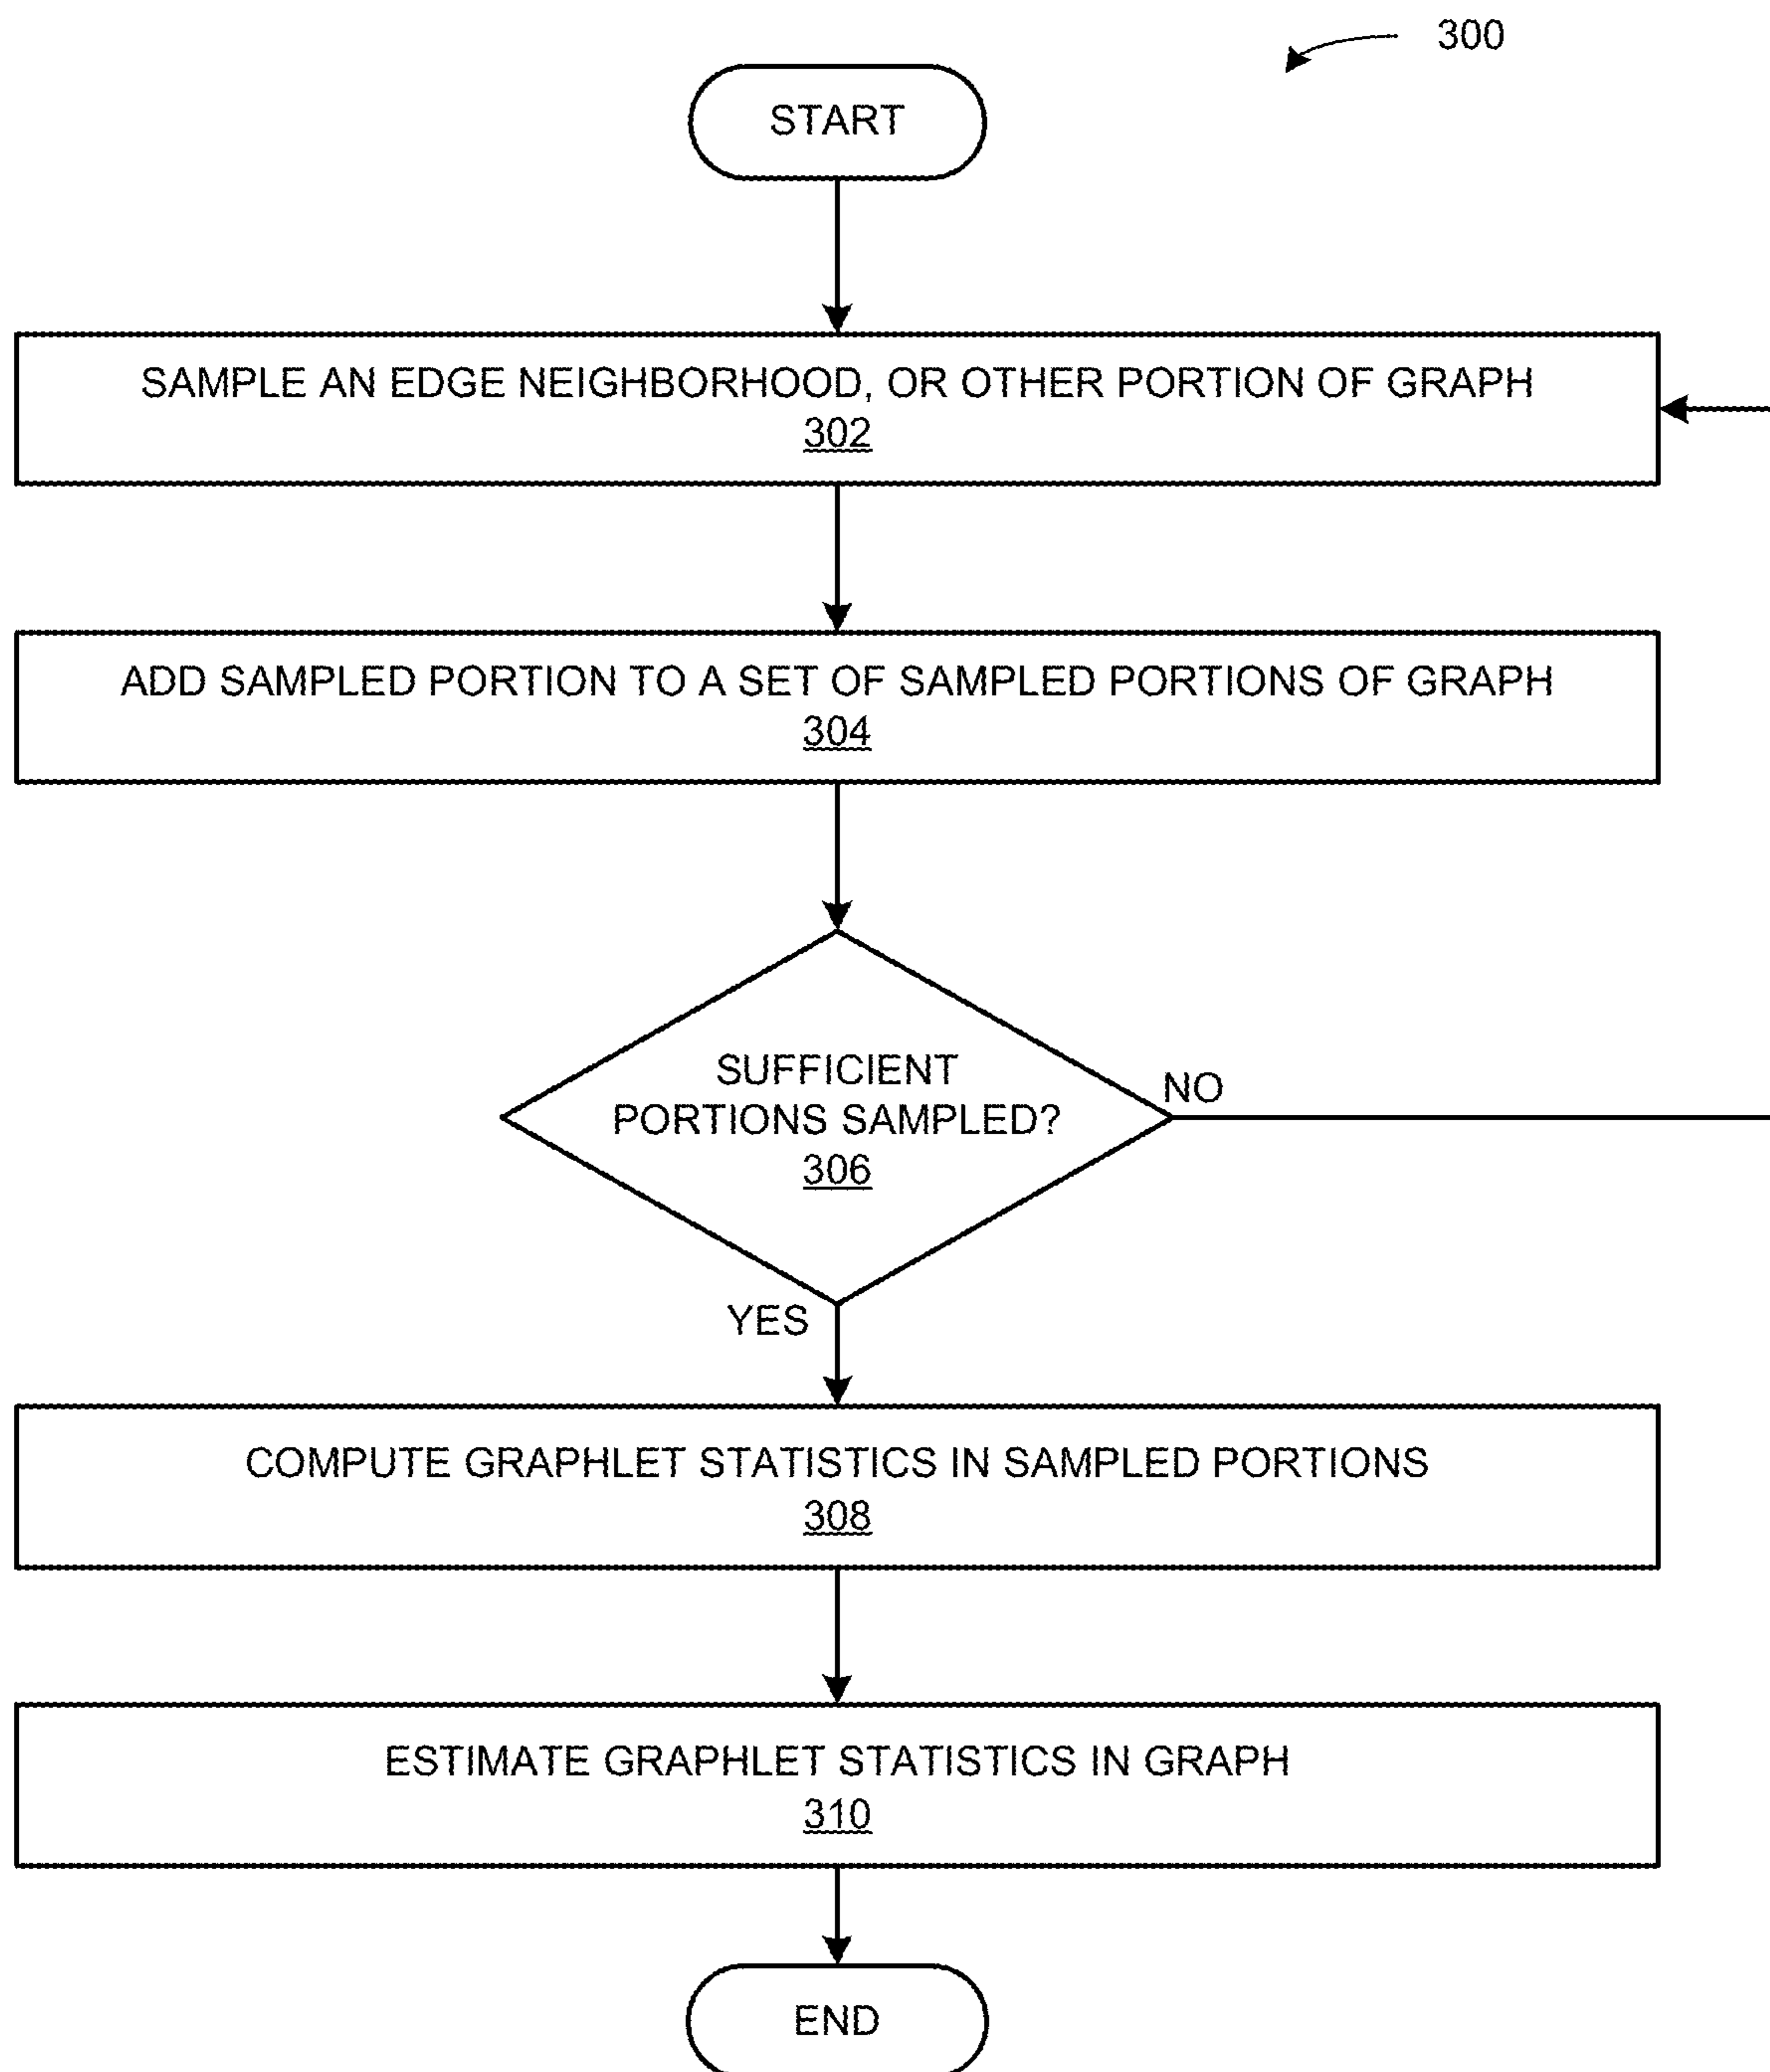 300
START
SAMPLE AN EDGE NEIGHBORHOOD, OR OTHER PORTION OF GRAPH
302
ADD SAMPLED PORTION TO A SET OF SAMPLED PORTIONS OF GRAPH
304
SUFFICIENT
PORTIONS SAMPLED?
306
NO
YES
COMPUTE GRAPHLET STATISTICS IN SAMPLED PORTIONS
308
ESTIMATE GRAPHLET STATISTICS IN GRAPH
310
END